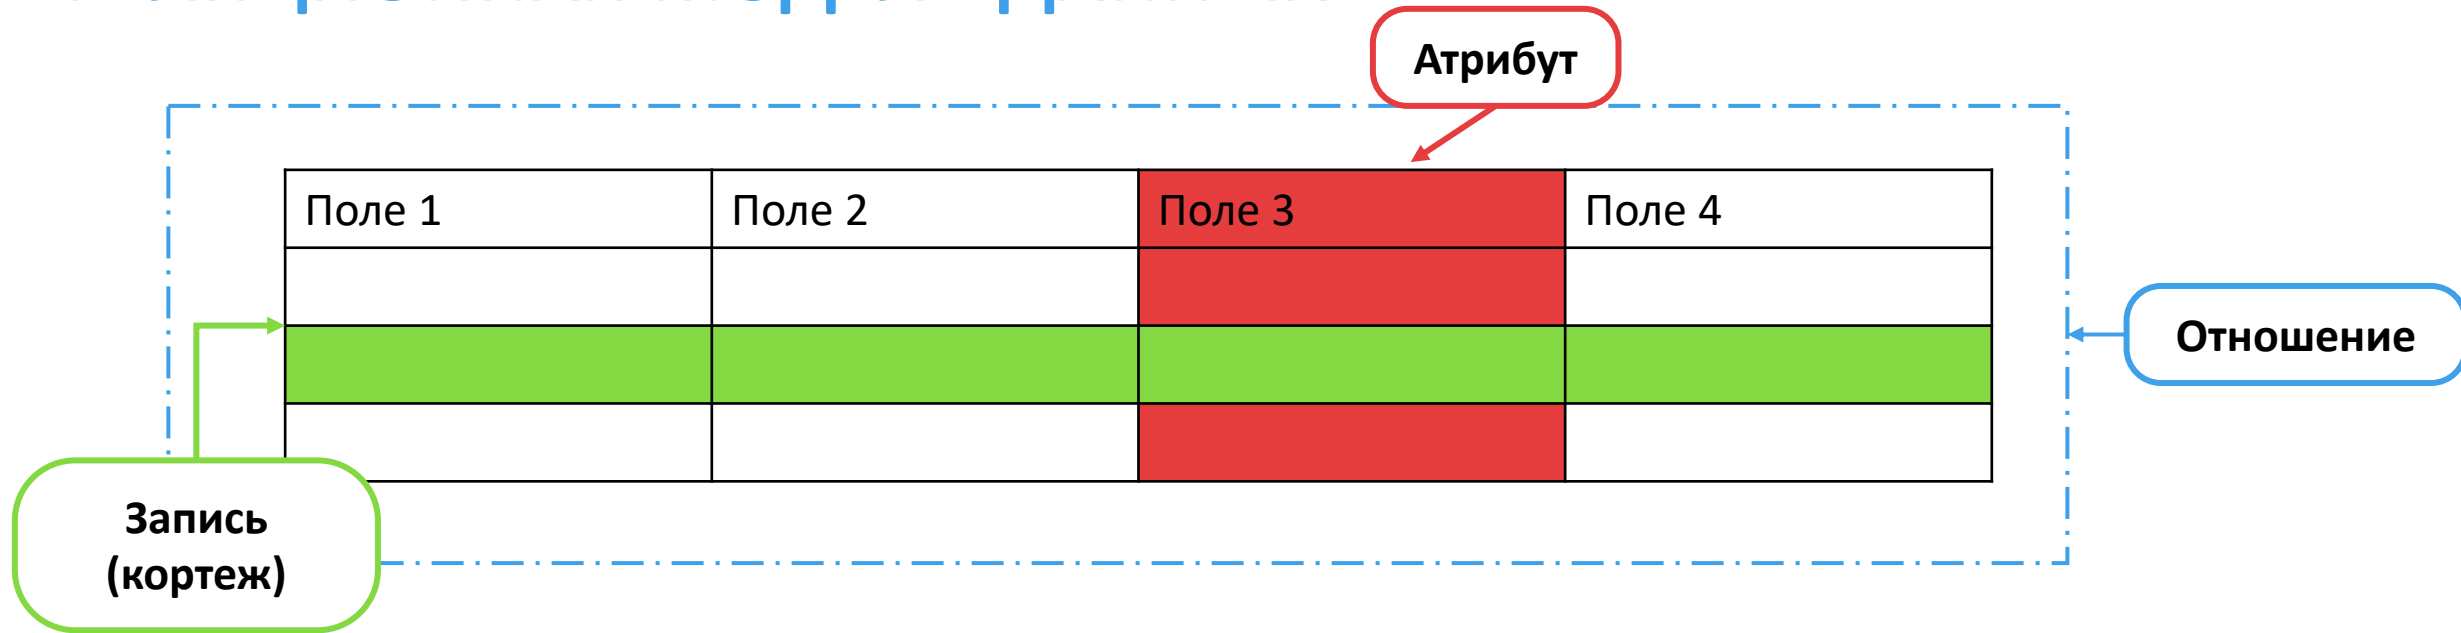 Атрибут
Поле 1 Поле 2 Поле 3 Поле 4
Отношение
Запись
(кортеж)